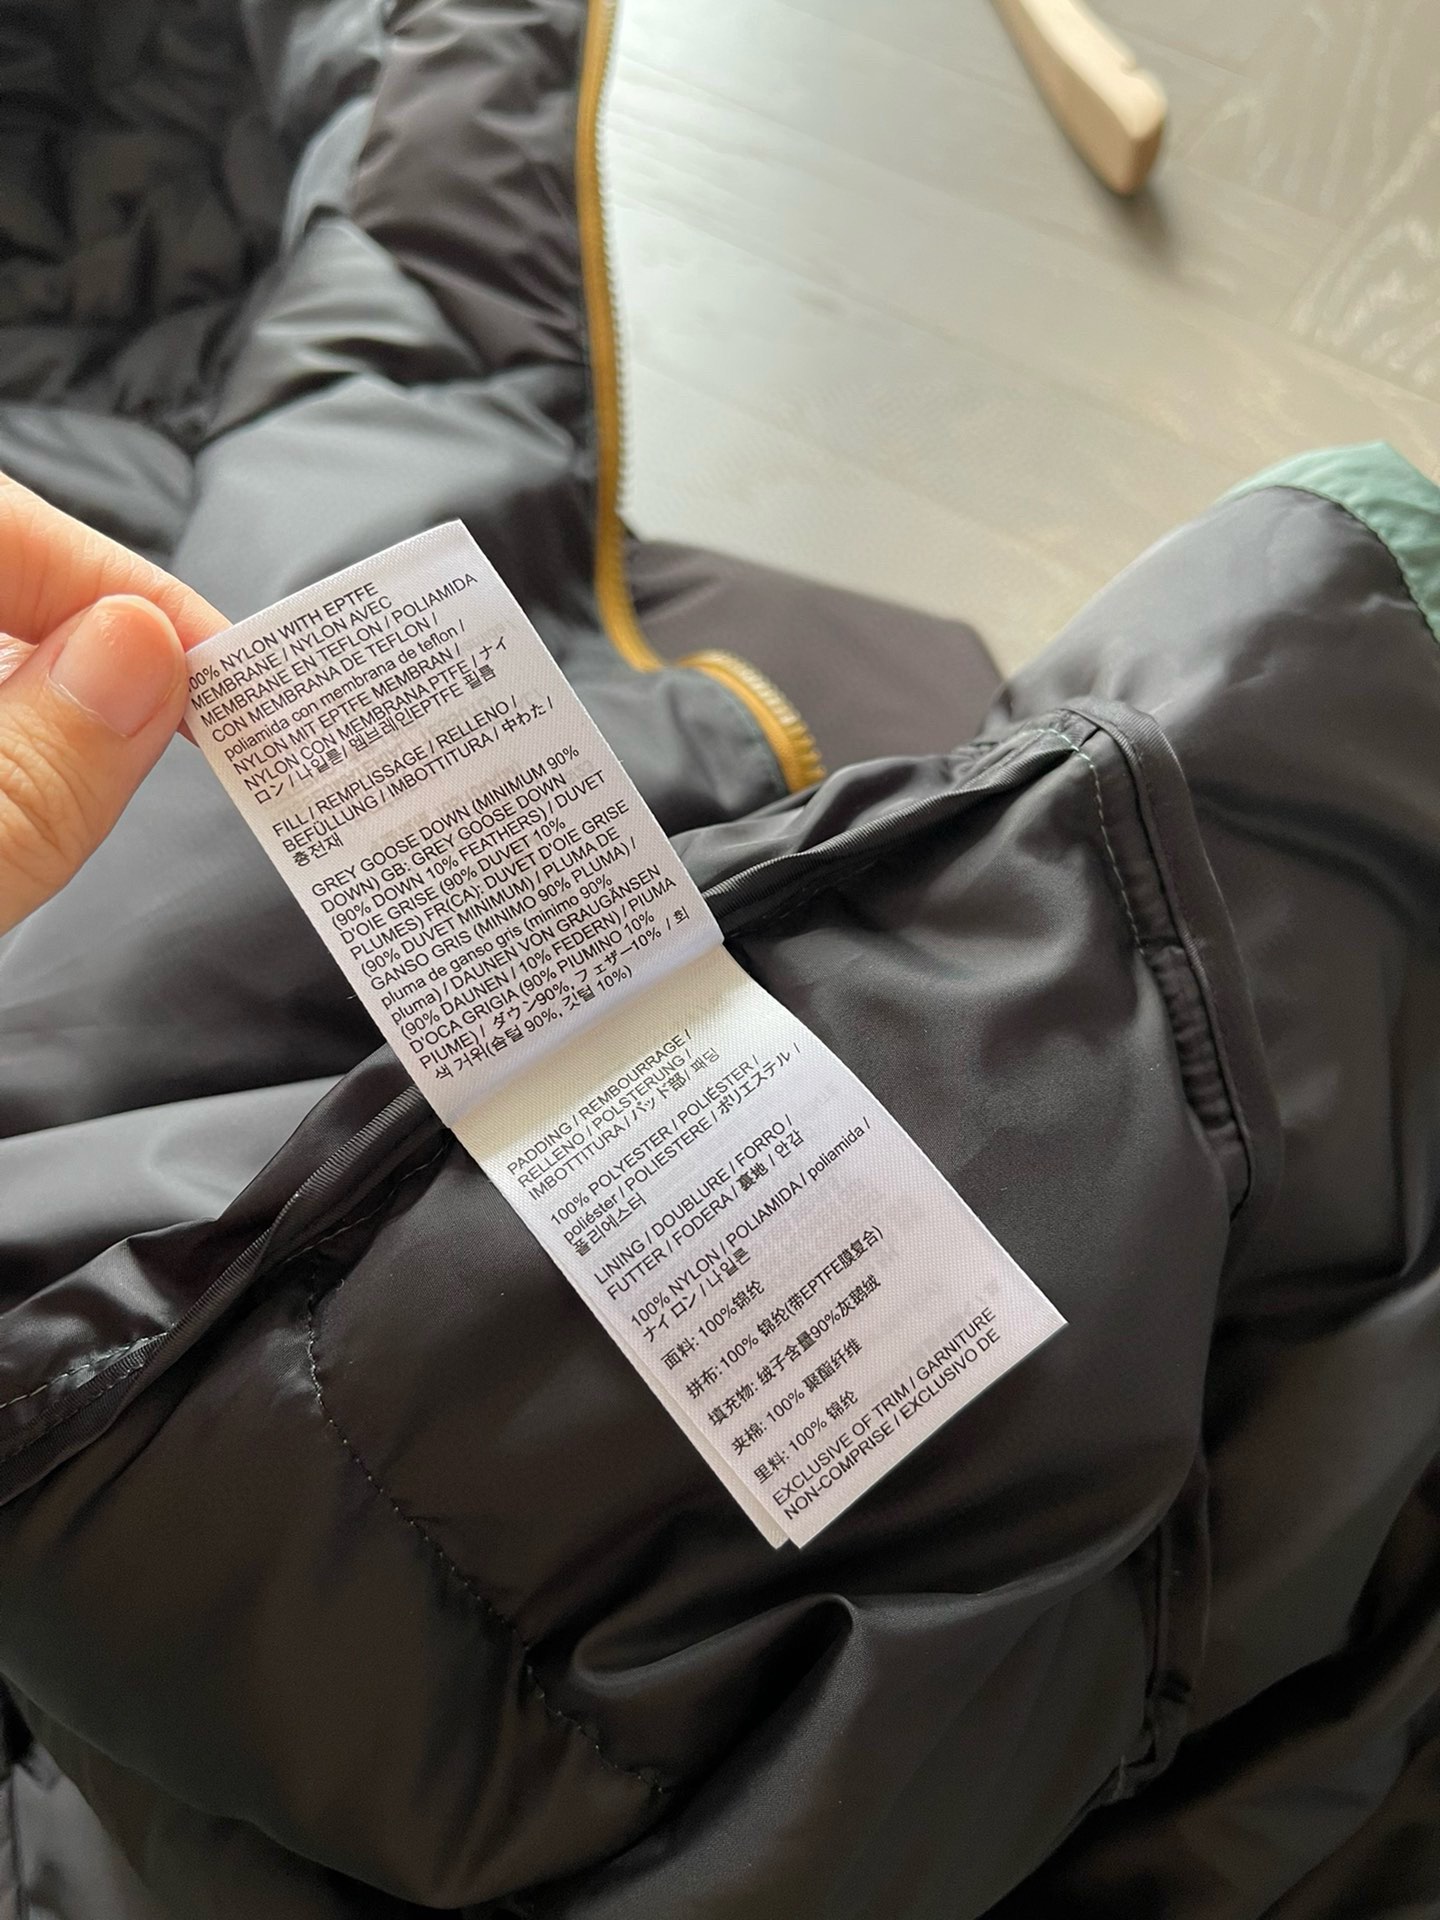 100% NYLON WITH EPTFE
MEMBRANE / NYLON AVEC
MEMBRANE EN TEFLON / POLIAMIDA
CON MEMBRANA DE TEFLON /
poliamida con membrana de teflon /
NYLON MIT EPTFE MEMBRAN /
NYLON CON MEMBRANA PTFE / ナイ
ロン / 나일론/ 멤브레인EPTFE 필름
FILL / REMPLISSAGE / RELLENO /
BEFÜLLUNG / IMBOTTITURA / 中わた /
충전재
GREY GOOSE DOWN (MINIMUM 90%
DOWN) GB: GREY GOOSE DOWN
(90% DOWN 10% FEATHERS) / DUVET
D'OIE GRISE (90% DUVET 10%
PLUMES) FR(CA): DUVET D'OIE GRISE
(90% DUVET MINIMUM) / PLUMA DE
GANSO GRIS (MINIMO 90% PLUMA) /
pluma de ganso gris (mínimo 90%
pluma) / DAUNEN VON GRAUGÄNSEN
(90% DAUNEN / 10% FEDERN) / PIUMA
D'OCA GRIGIA (90% PIUMINO 10%
PIUME) / ダウン90%, フェザー10% / 회
색 거위(솜털 90%, 깃털 10%)
PADDING / REMBOURRAGE /
RELLENO / POLSTERUNG /
IMBOTTITURA / パッド部/ 패딩
100% POLYESTER / POLIÉSTER /
poliéster / POLIESTERE / ポリエステル /
폴리에스터
LINING / DOUBLURE / FORRO /
FUTTER / FODERA / 裏地 / 안감
100% NYLON / POLIAMIDA / poliamida /
ナイロン / 나일론
面料: 100%锦纶
拼布: 100% 锦纶(带EPTFE膜复合)
填充物: 绒子含量90%灰鹅绒
夹棉: 100% 聚酯纤维
里料: 100% 锦纶
EXCLUSIVE OF TRIM / GARNITURE
NON-COMPRISE / EXCLUSIVO DE